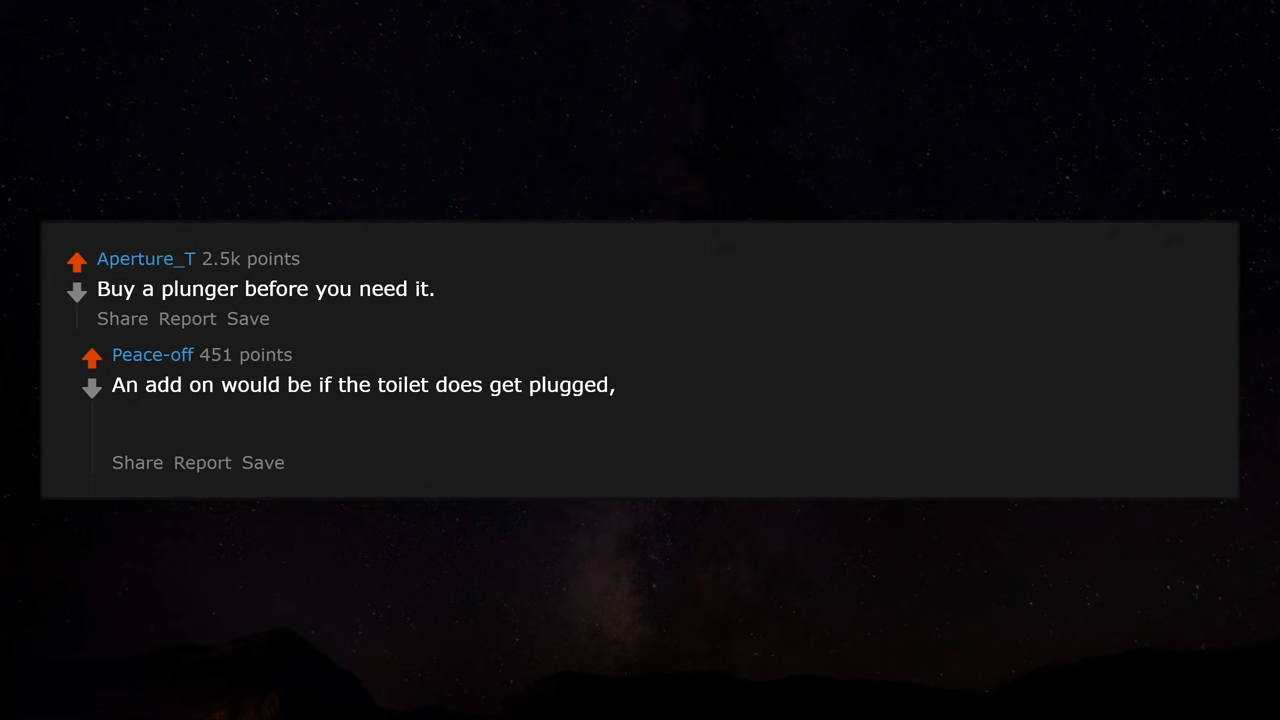 Aperture_T 2.5k points
Buy a plunger before you need it.
Share Report Save
Peace-off 451 points
An add on would be if the toilet does get plugged,
Share Report Save